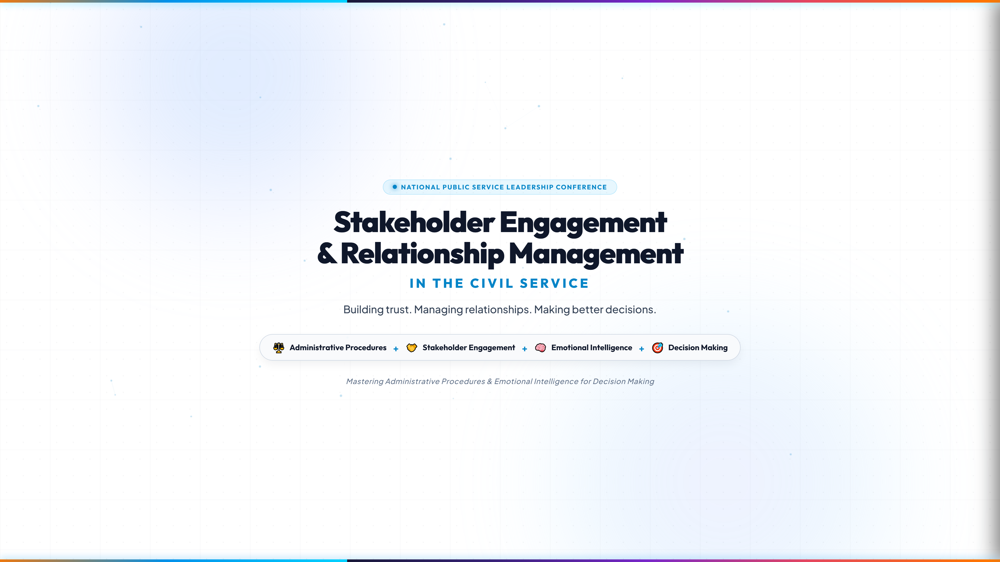 NATIONAL PUBLIC SERVICE LEADERSHIP CONFERENCE
Stakeholder Engagement
& Relationship Management
IN THE CIVIL SERVICE
Building trust. Managing relationships. Making better decisions.
Administrative Procedures + Stakeholder Engagement + Emotional Intelligence + Decision Making
Mastering Administrative Procedures & Emotional Intelligence for Decision Making